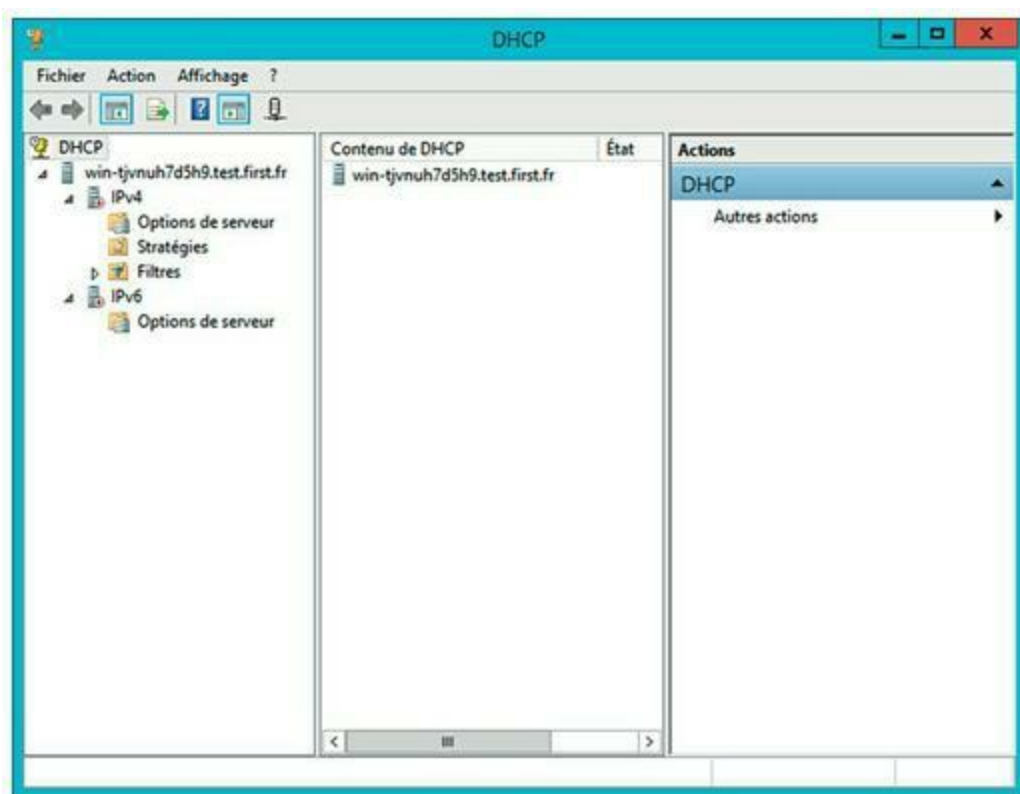 DHCP
Fichier Action Affichage ?
DHCP
win-tjvnuh7d5h9.test.first.fr
IPv4
Options de serveur
Stratégies
Filtres
IPv6
Options de serveur
Contenu de DHCP État
win-tjvnuh7d5h9.test.first.fr
Actions
DHCP
Autres actions